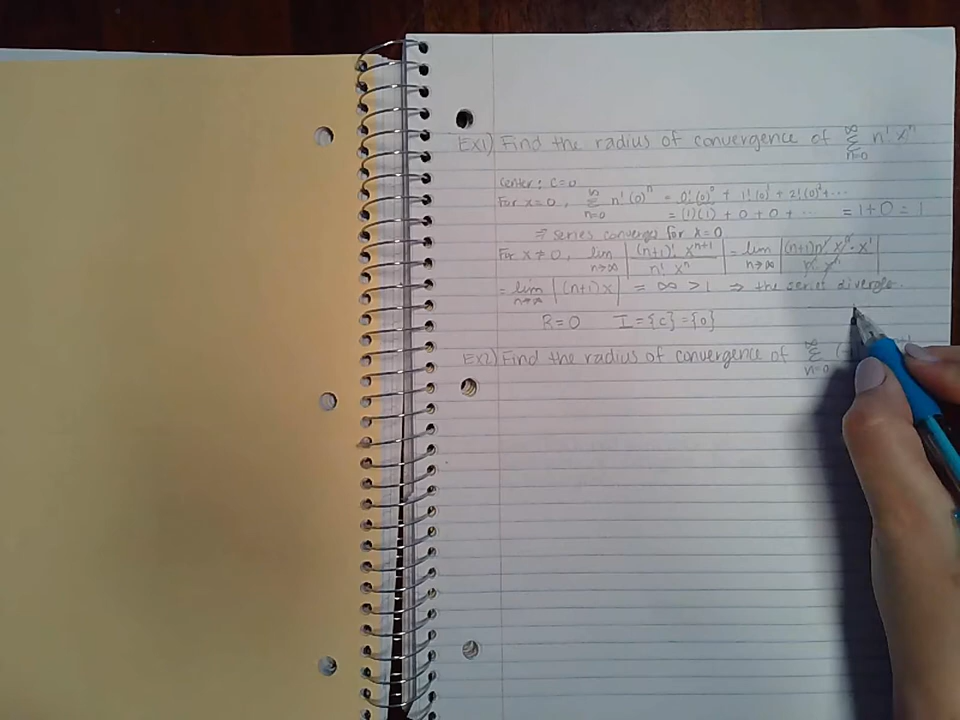 Ex1) Find the radius of convergence of ∞ Σ n=0 n! xⁿ
Center: c=0
For x=0, ∞ Σ n=0 n! (0)ⁿ = 0! (0)⁰ + 1! (0)¹ + 2! (0)² + ...
= (1)(1) + 0 + 0 + ... = 1+0 = 1
⇒ series converges for x=0
For x ≠ 0, lim n→∞ | (n+1)! xⁿ⁺¹ / n! xⁿ | = lim n→∞ | (n+1) n! xⁿ · x¹ / n! xⁿ |
= lim n→∞ | (n+1) x | = ∞ > 1 ⇒ the series diverges.
R=0 I = {c} = {0}
Ex2) Find the radius of convergence of ∞ Σ n=0 (